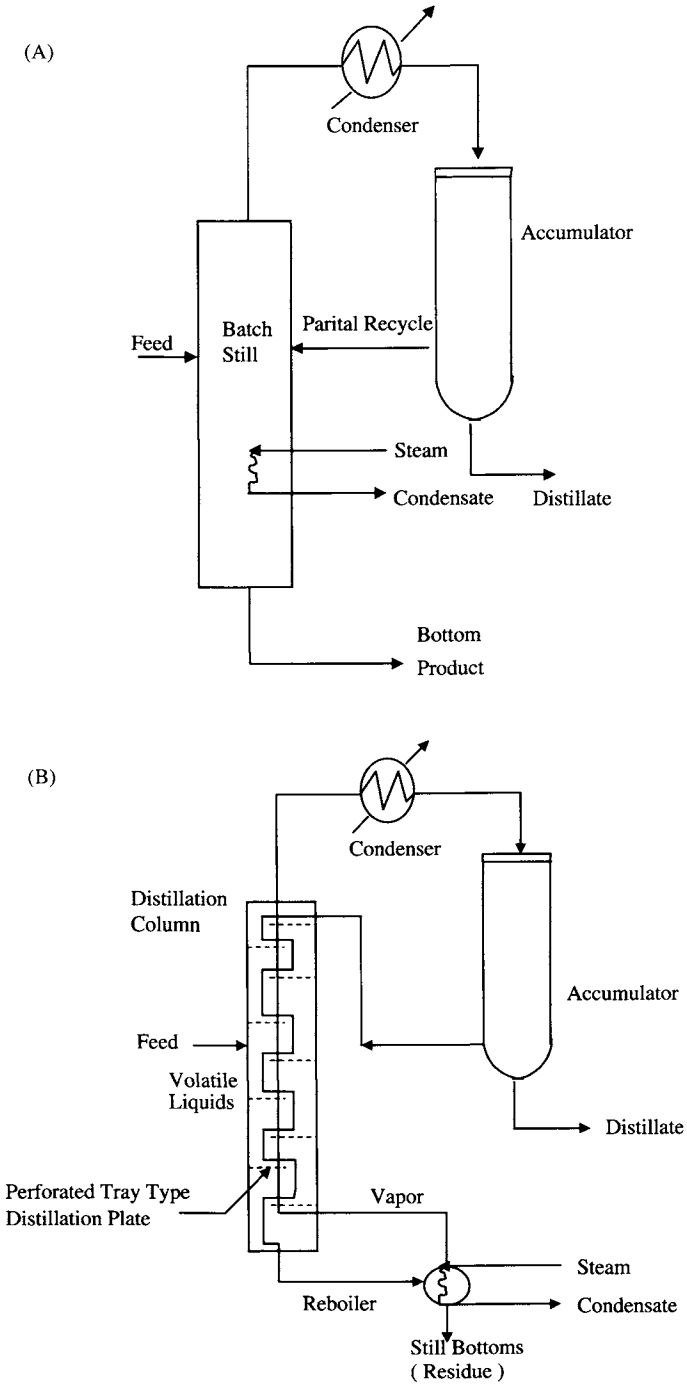 (A)
Condenser
Accumulator
Parital Recycle
Batch
Still
Feed
Steam
Condensate
Distillate
Bottom
Product
(B)
Condenser
Distillation
Column
Accumulator
Feed
Volatile
Liquids
Distillate
Perforated Tray Type
Distillation Plate
Vapor
Steam
Reboiler
Condensate
Still Bottoms
( Residue )